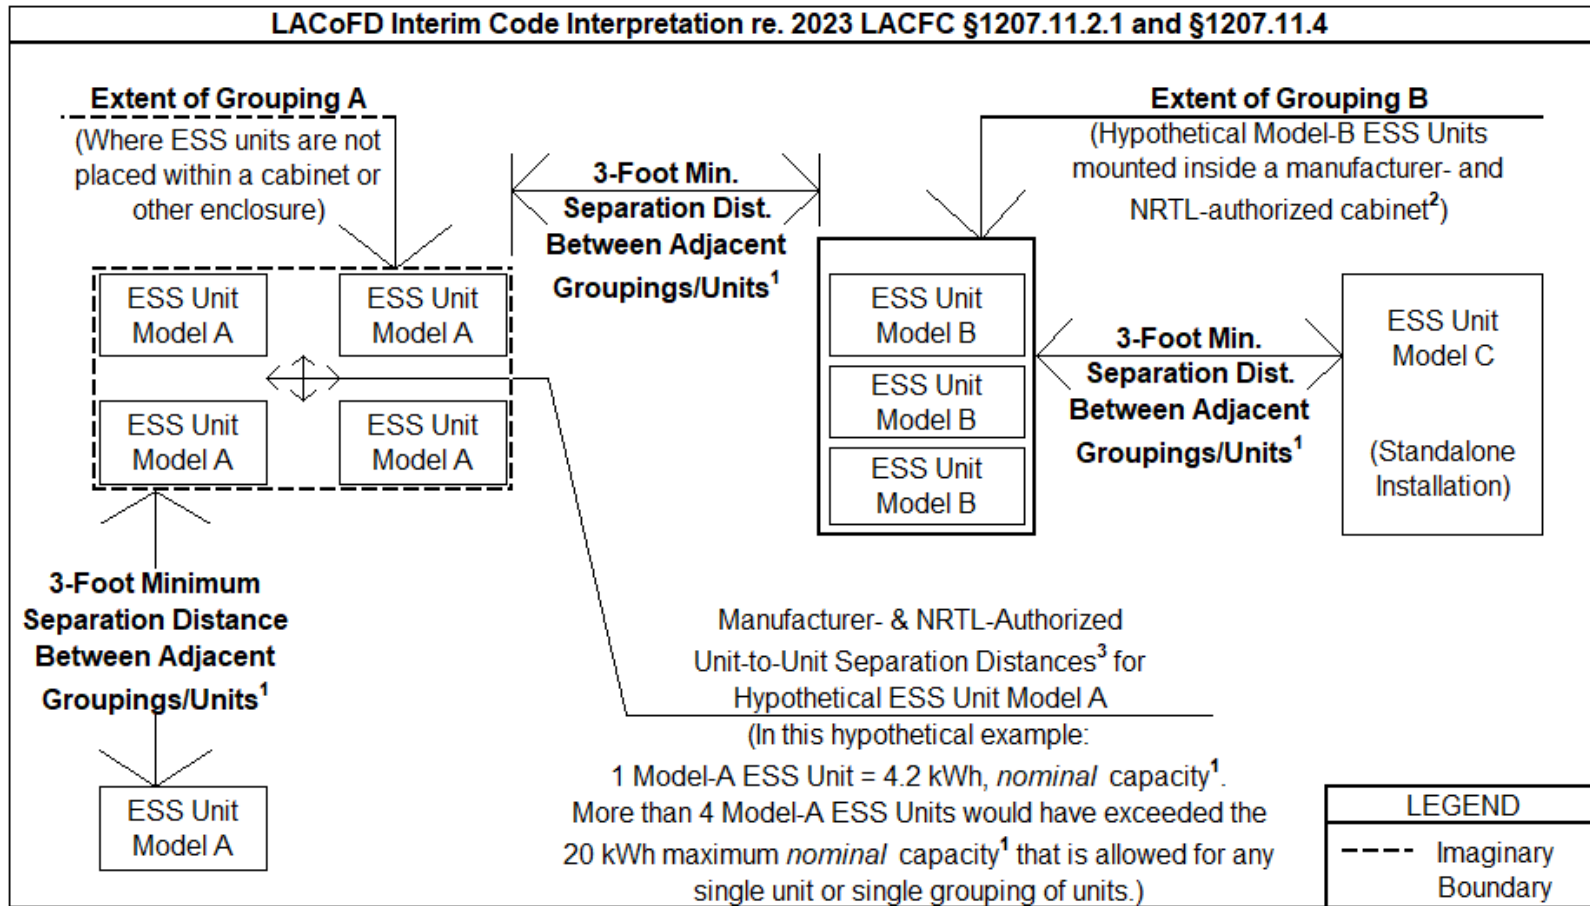 LACoFD Interim Code Interpretation re. 2023 LACFC §1207.11.2.1 and §1207.11.4
Extent of Grouping A
(Where ESS units are not
placed within a cabinet or
other enclosure)
3-Foot Min.
Separation Dist.
Between Adjacent
Groupings/Units¹
Extent of Grouping B
(Hypothetical Model-B ESS Units
mounted inside a manufacturer- and
NRTL-authorized cabinet²)
ESS Unit
Model A
ESS Unit
Model A
ESS Unit
Model A
ESS Unit
Model A
ESS Unit
Model B
ESS Unit
Model B
ESS Unit
Model B
3-Foot Min.
Separation Dist.
Between Adjacent
Groupings/Units¹
ESS Unit
Model C
(Standalone
Installation)
3-Foot Minimum
Separation Distance
Between Adjacent
Groupings/Units¹
ESS Unit
Model A
Manufacturer- & NRTL-Authorized
Unit-to-Unit Separation Distances³ for
Hypothetical ESS Unit Model A
(In this hypothetical example:
1 Model-A ESS Unit = 4.2 kWh, nominal capacity¹.
More than 4 Model-A ESS Units would have exceeded the
20 kWh maximum nominal capacity¹ that is allowed for any
single unit or single grouping of units.)
LEGEND
Imaginary
Boundary